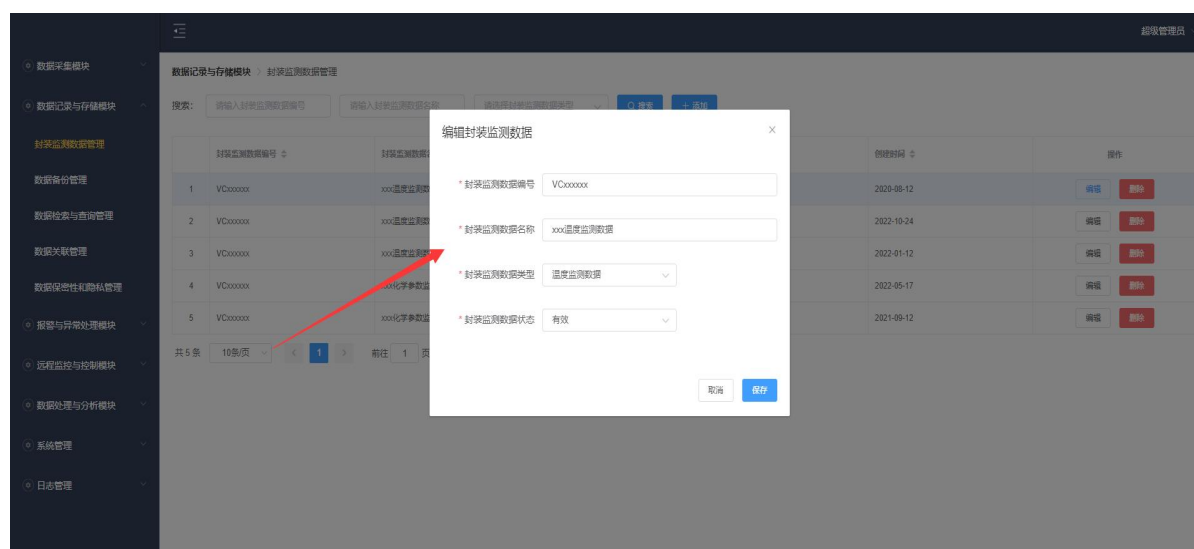 超级管理员
数据采集模块
数据记录与存储模块
封装监测数据管理
数据备份管理
数据检索与查询管理
数据关联管理
数据保密性和隐私管理
报警与异常处理模块
远程监控与控制模块
数据处理与分析模块
系统管理
日志管理
数据记录与存储模块 > 封装监测数据管理
搜索: 请输入封装监测数据编号 请输入封装监测数据名称 请选择封装监测数据类型 搜索 + 添加
封装监测数据编号 封装监测数据 创建时间 操作
1 VCxxxxxx xxx温度监测数 2020-08-12 编辑 删除
2 VCxxxxxx xxx温度监测数 2022-10-24 编辑 删除
3 VCxxxxxx xxx温度监测数 2022-01-12 编辑 删除
4 VCxxxxxx xxx化学参数监 2022-05-17 编辑 删除
5 VCxxxxxx xxx化学参数监 2021-09-12 编辑 删除
共 5 条 10条/页 < 1 > 前往 1 页
编辑封装监测数据 ×
* 封装监测数据编号 VCxxxxxx
* 封装监测数据名称 xxx温度监测数据
* 封装监测数据类型 温度监测数据
* 封装监测数据状态 有效
取消 保存